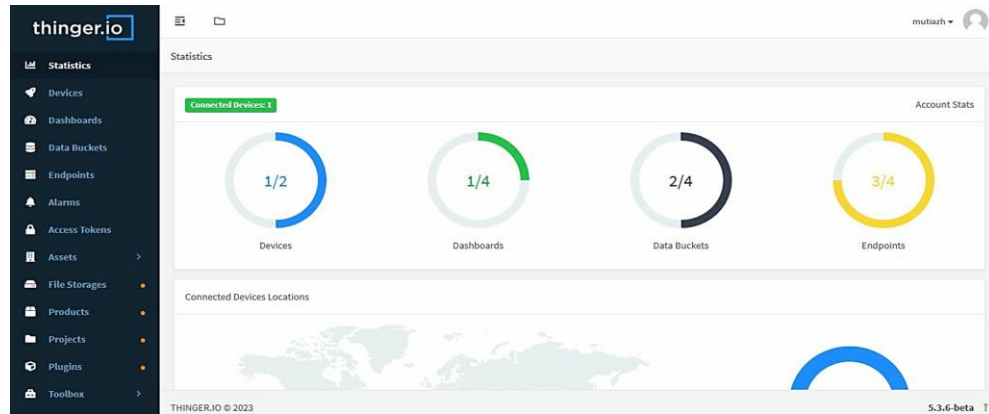 thinger.io
mutiazh
Statistics
Statistics
Devices
Dashboards
Data Buckets
Endpoints
Alarms
Access Tokens
Assets
File Storages
Products
Projects
Plugins
Toolbox
Connected Devices: 1
Account Stats
1/2
1/4
2/4
3/4
Devices
Dashboards
Data Buckets
Endpoints
Connected Devices Locations
THINGER.IO © 2023
5.3.6-beta